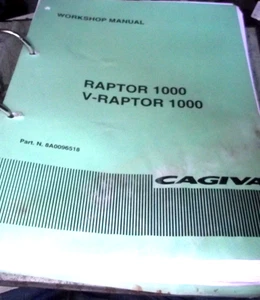 WORKSHOP MANUAL
RAPTOR 1000
V-RAPTOR 1000
Part. N. 8A0096518
CAGIVA